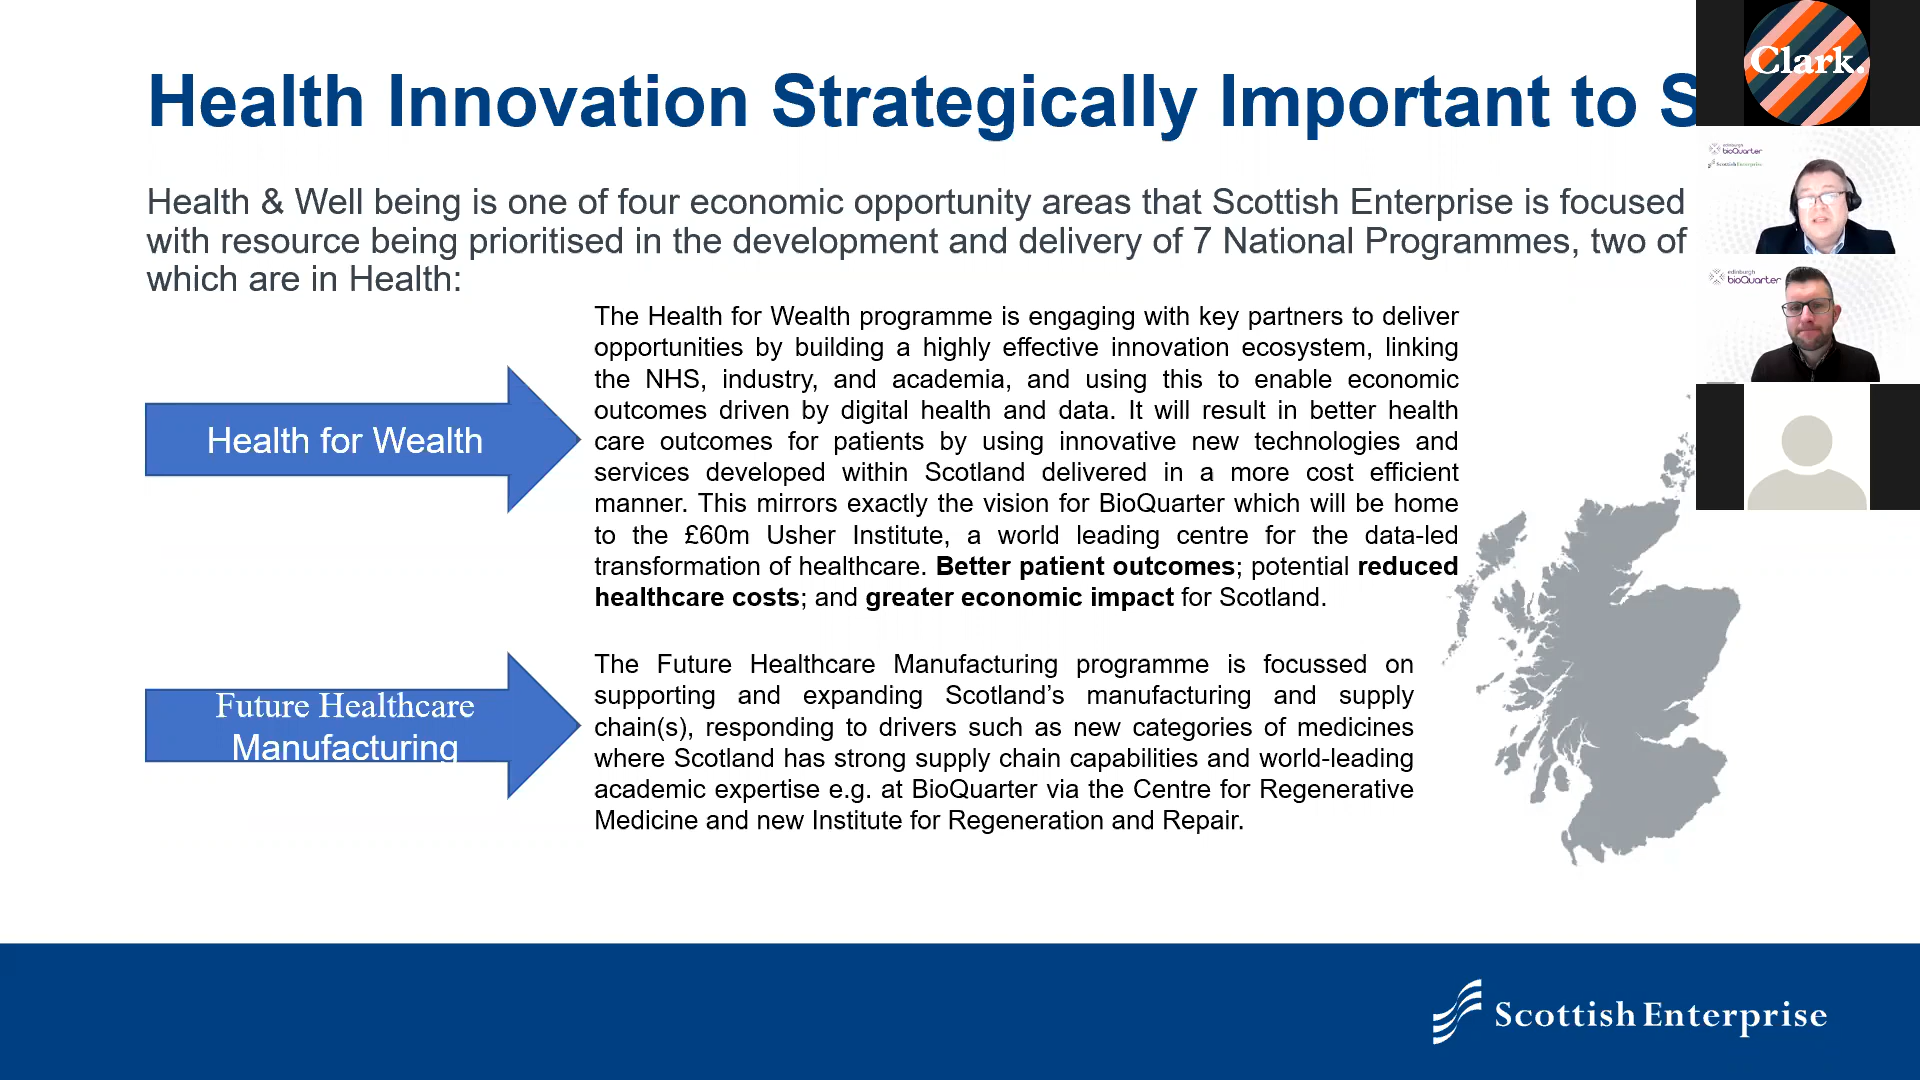 Health Innovation Strategically Important to S
Health & Well being is one of four economic opportunity areas that Scottish Enterprise is focused
with resource being prioritised in the development and delivery of 7 National Programmes, two of
which are in Health:
Health for Wealth
The Health for Wealth programme is engaging with key partners to deliver
opportunities by building a highly effective innovation ecosystem, linking
the NHS, industry, and academia, and using this to enable economic
outcomes driven by digital health and data. It will result in better health
care outcomes for patients by using innovative new technologies and
services developed within Scotland delivered in a more cost efficient
manner. This mirrors exactly the vision for BioQuarter which will be home
to the £60m Usher Institute, a world leading centre for the data-led
transformation of healthcare. Better patient outcomes; potential reduced
healthcare costs; and greater economic impact for Scotland.
Future Healthcare
Manufacturing
The Future Healthcare Manufacturing programme is focussed on
supporting and expanding Scotland’s manufacturing and supply
chain(s), responding to drivers such as new categories of medicines
where Scotland has strong supply chain capabilities and world-leading
academic expertise e.g. at BioQuarter via the Centre for Regenerative
Medicine and new Institute for Regeneration and Repair.
Clark.
edinburgh
bioQuarter
Scottish Enterprise
edinburgh
bioQuarter
Scottish Enterprise